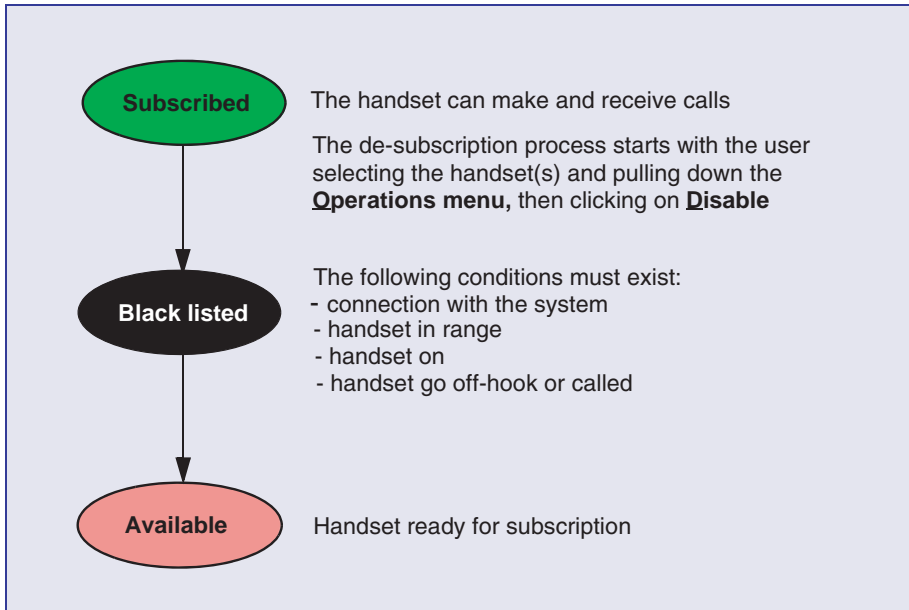 Subscribed
The handset can make and receive calls
The de-subscription process starts with the user
selecting the handset(s) and pulling down the
Operations menu, then clicking on Disable
Black listed
The following conditions must exist:
- connection with the system
- handset in range
- handset on
- handset go off-hook or called
Available
Handset ready for subscription